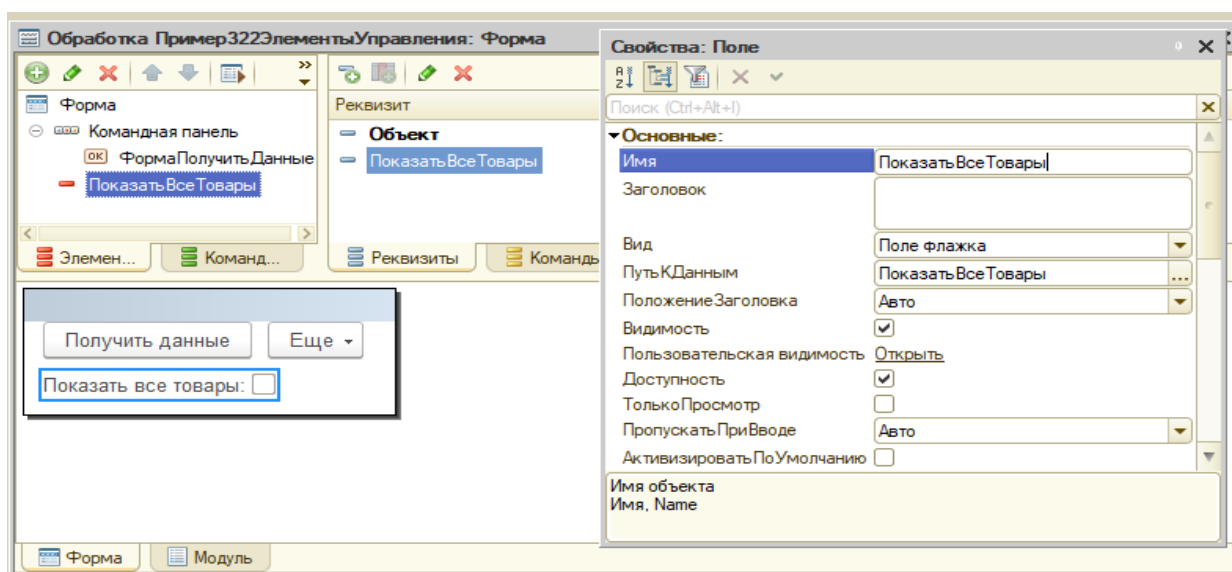 Обработка Пример322ЭлементыУправления: Форма
Форма
Командная панель
ОК ФормаПолучитьДанные
ПоказатьВсеТовары
Элемен...
Команд...
Реквизит
Объект
ПоказатьВсеТовары
Реквизиты
Команды
Получить данные
Еще
Показать все товары:
Форма
Модуль
Свойства: Поле
Поиск (Ctrl+Alt+I)
Основные:
Имя ПоказатьВсеТовары
Заголовок
Вид Поле флажка
ПутьКДанным ПоказатьВсеТовары ...
ПоложениеЗаголовка Авто
Видимость
Пользовательская видимость Открыть
Доступность
ТолькоПросмотр
ПропускатьПриВводе Авто
АктивизироватьПоУмолчанию
Имя объекта
Имя, Name